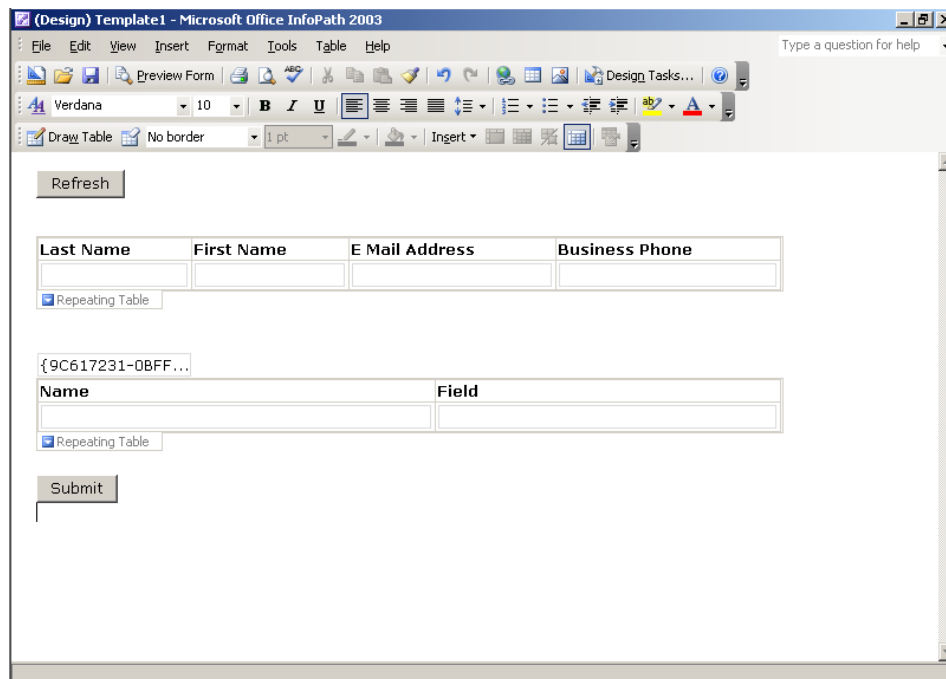 (Design) Template1 - Microsoft Office InfoPath 2003
File Edit View Insert Format Tools Table Help Type a question for help
Preview Form ABC Design Tasks...
Verdana 10 B I U ab A
Draw Table No border 1 pt Insert
Refresh
Last Name First Name E Mail Address Business Phone
Repeating Table
{9C617231-0BFF...
Name Field
Repeating Table
Submit